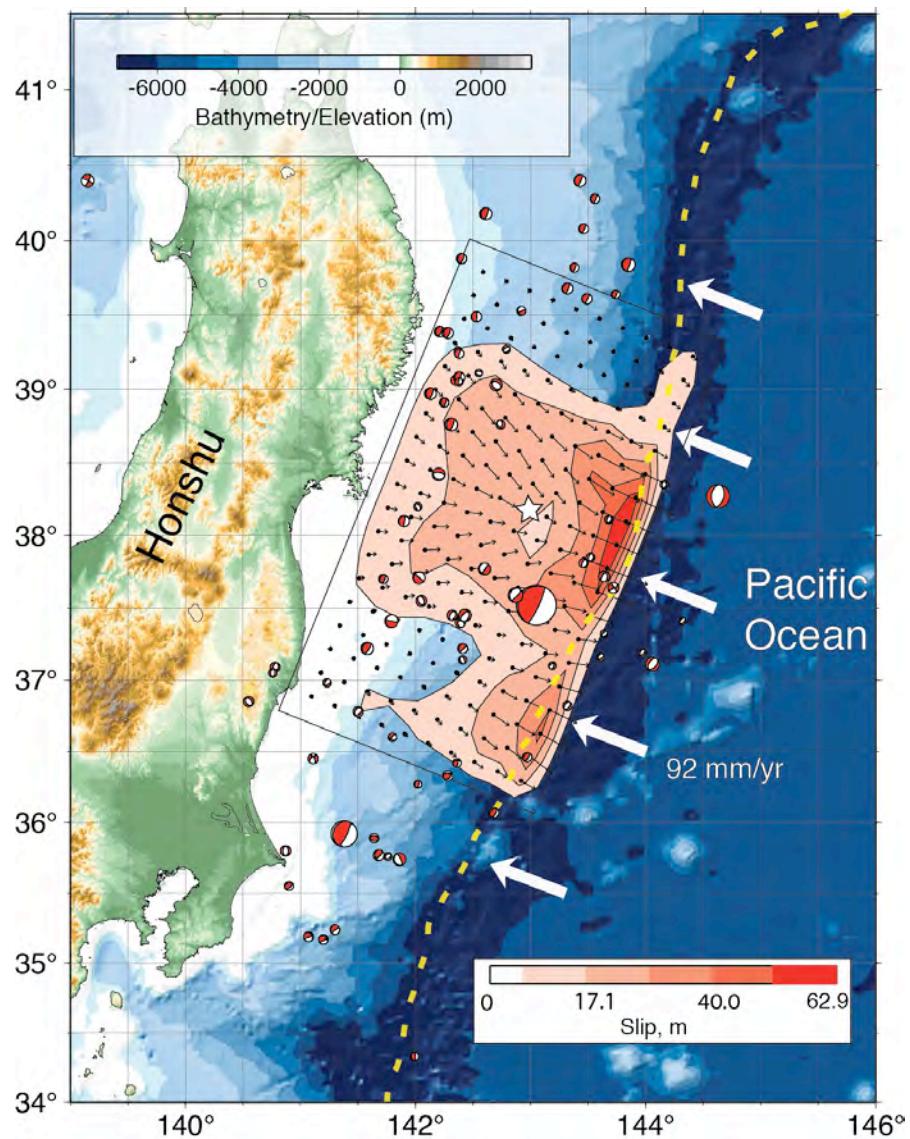 -6000 -4000 -2000 0 2000
Bathymetry/Elevation (m)
41°
40°
39°
38°
37°
36°
35°
34°
Honshu
Pacific
Ocean
92 mm/yr
0 17.1 40.0 62.9
Slip, m
140° 142° 144° 146°